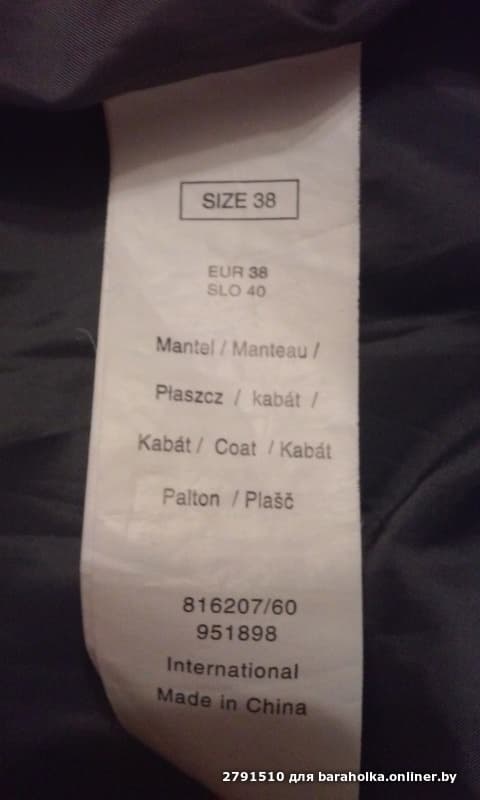 SIZE 38
EUR 38
SLO 40
Mantel / Manteau /
Płaszcz / kabát /
Kabát / Coat / Kabát
Palton / Plašč
816207/60
951898
International
Made in China
2791510 для baraholka.onliner.by